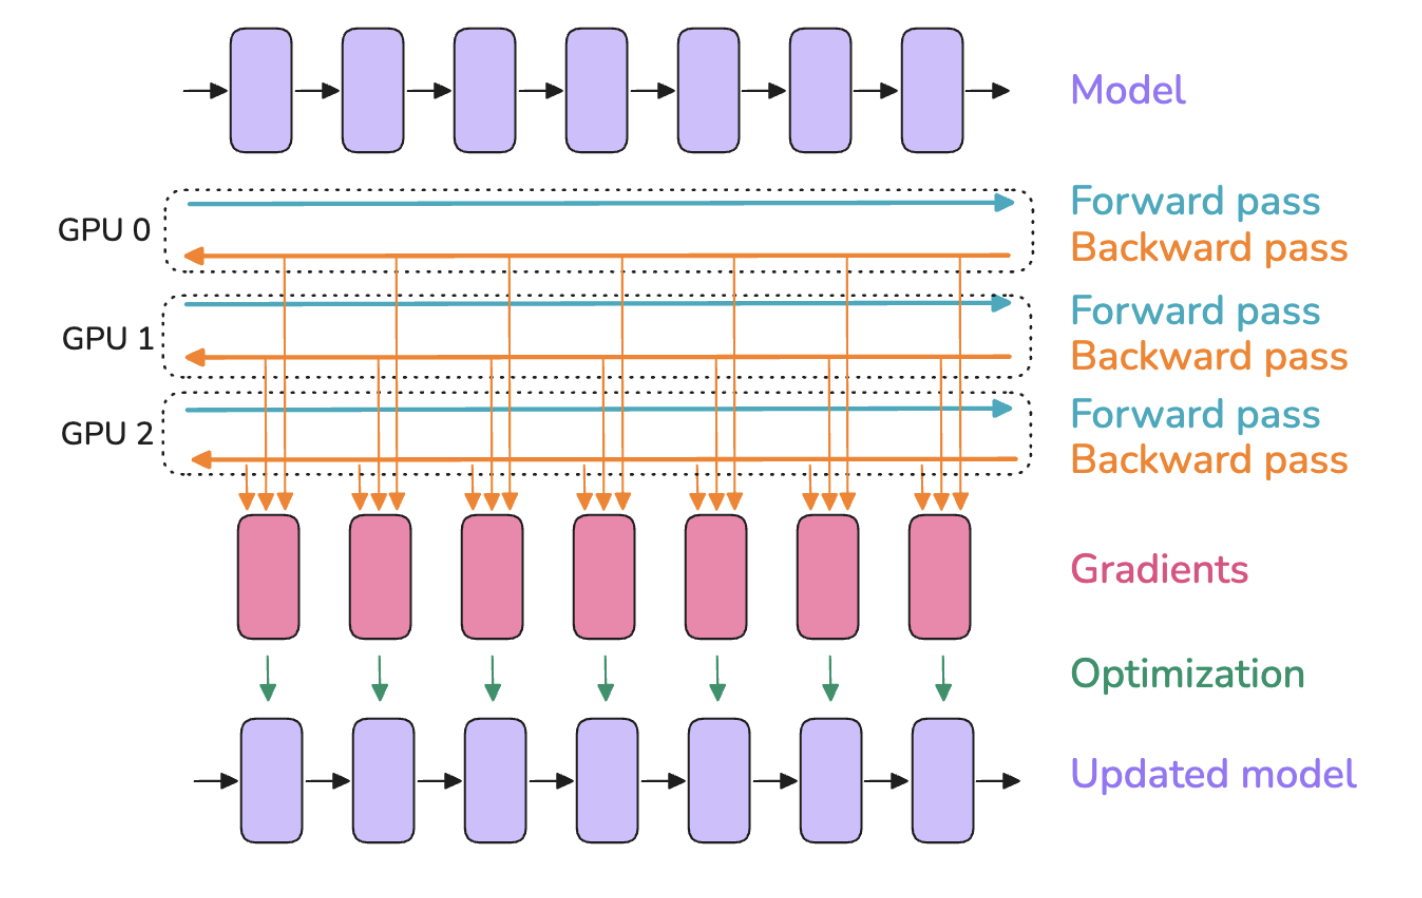 Model
GPU 0
Forward pass
Backward pass
GPU 1
Forward pass
Backward pass
GPU 2
Forward pass
Backward pass
Gradients
Optimization
Updated model